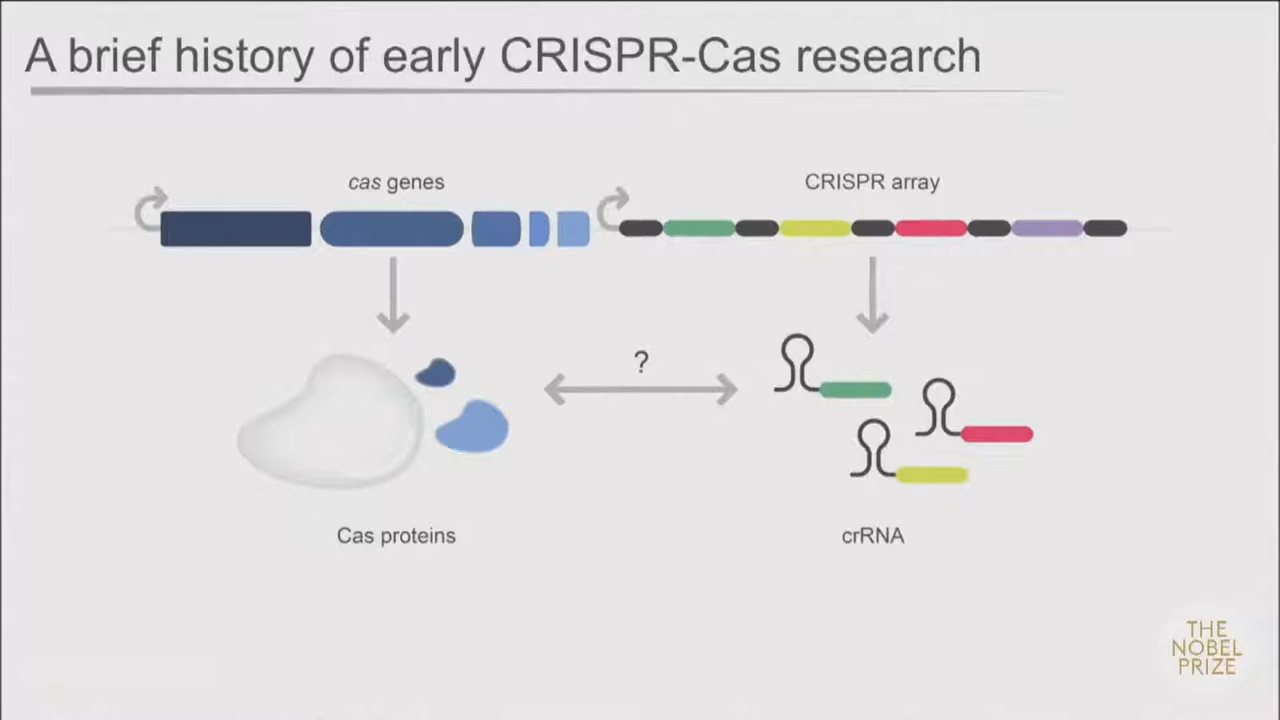 A brief history of early CRISPR-Cas research
cas genes
CRISPR array
?
Cas proteins
crRNA
THE
NOBEL
PRIZE